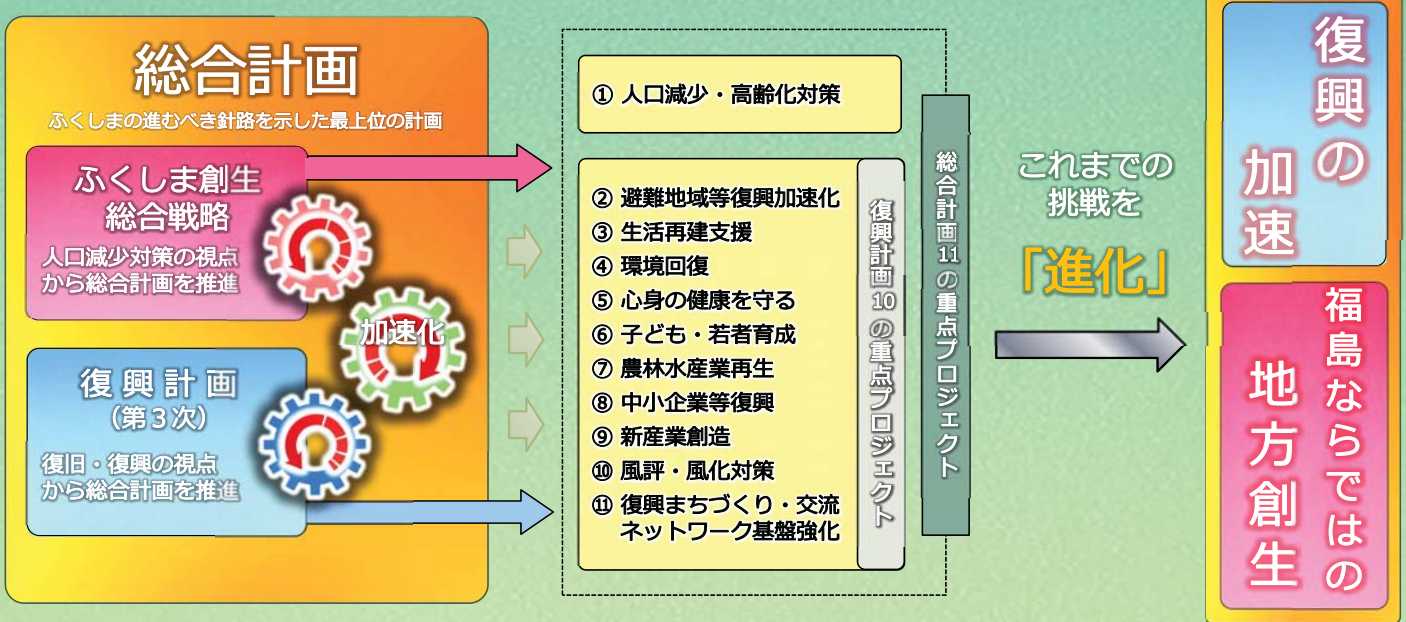 総合計画
ふくしまの進むべき針路を示した最上位の計画
ふくしま創生
総合戦略
人口減少対策の視点
から総合計画を推進
加速化
復興計画
（第３次）
復旧・復興の視点
から総合計画を推進
① 人口減少・高齢化対策
② 避難地域等復興加速化
③ 生活再建支援
④ 環境回復
⑤ 心身の健康を守る
⑥ 子ども・若者育成
⑦ 農林水産業再生
⑧ 中小企業等復興
⑨ 新産業創造
⑩ 風評・風化対策
⑪ 復興まちづくり・交流
ネットワーク基盤強化
復興計画10の重点プロジェクト
総合計画11の重点プロジェクト
これまでの
挑戦を
「進化」
復興の
加速
福島ならではの
地方創生